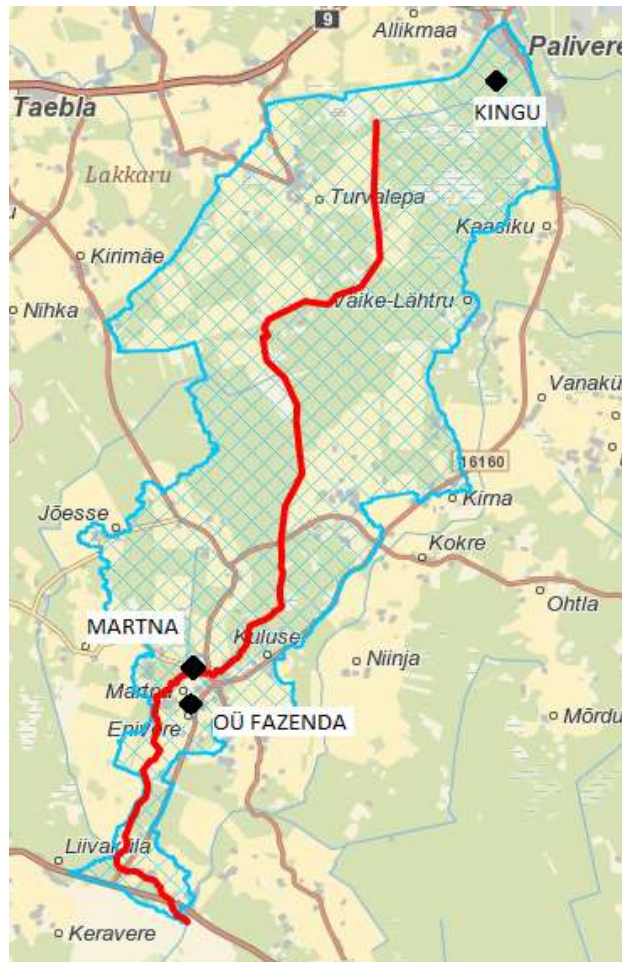 9
Allikmaa
Palivere
Taebla
KINGU
Lakkaru
Turvalepa
Kaasiku
Kirimäe
Nihka
Väike-Lähtru
Vanakü
16160
Kirna
Jõesse
Kokre
Ohtla
MARTNA
Kuluse
Niinja
Martna
OÜ FAZENDA
Enivere
Mõrdu
Liivaküla
Keravere